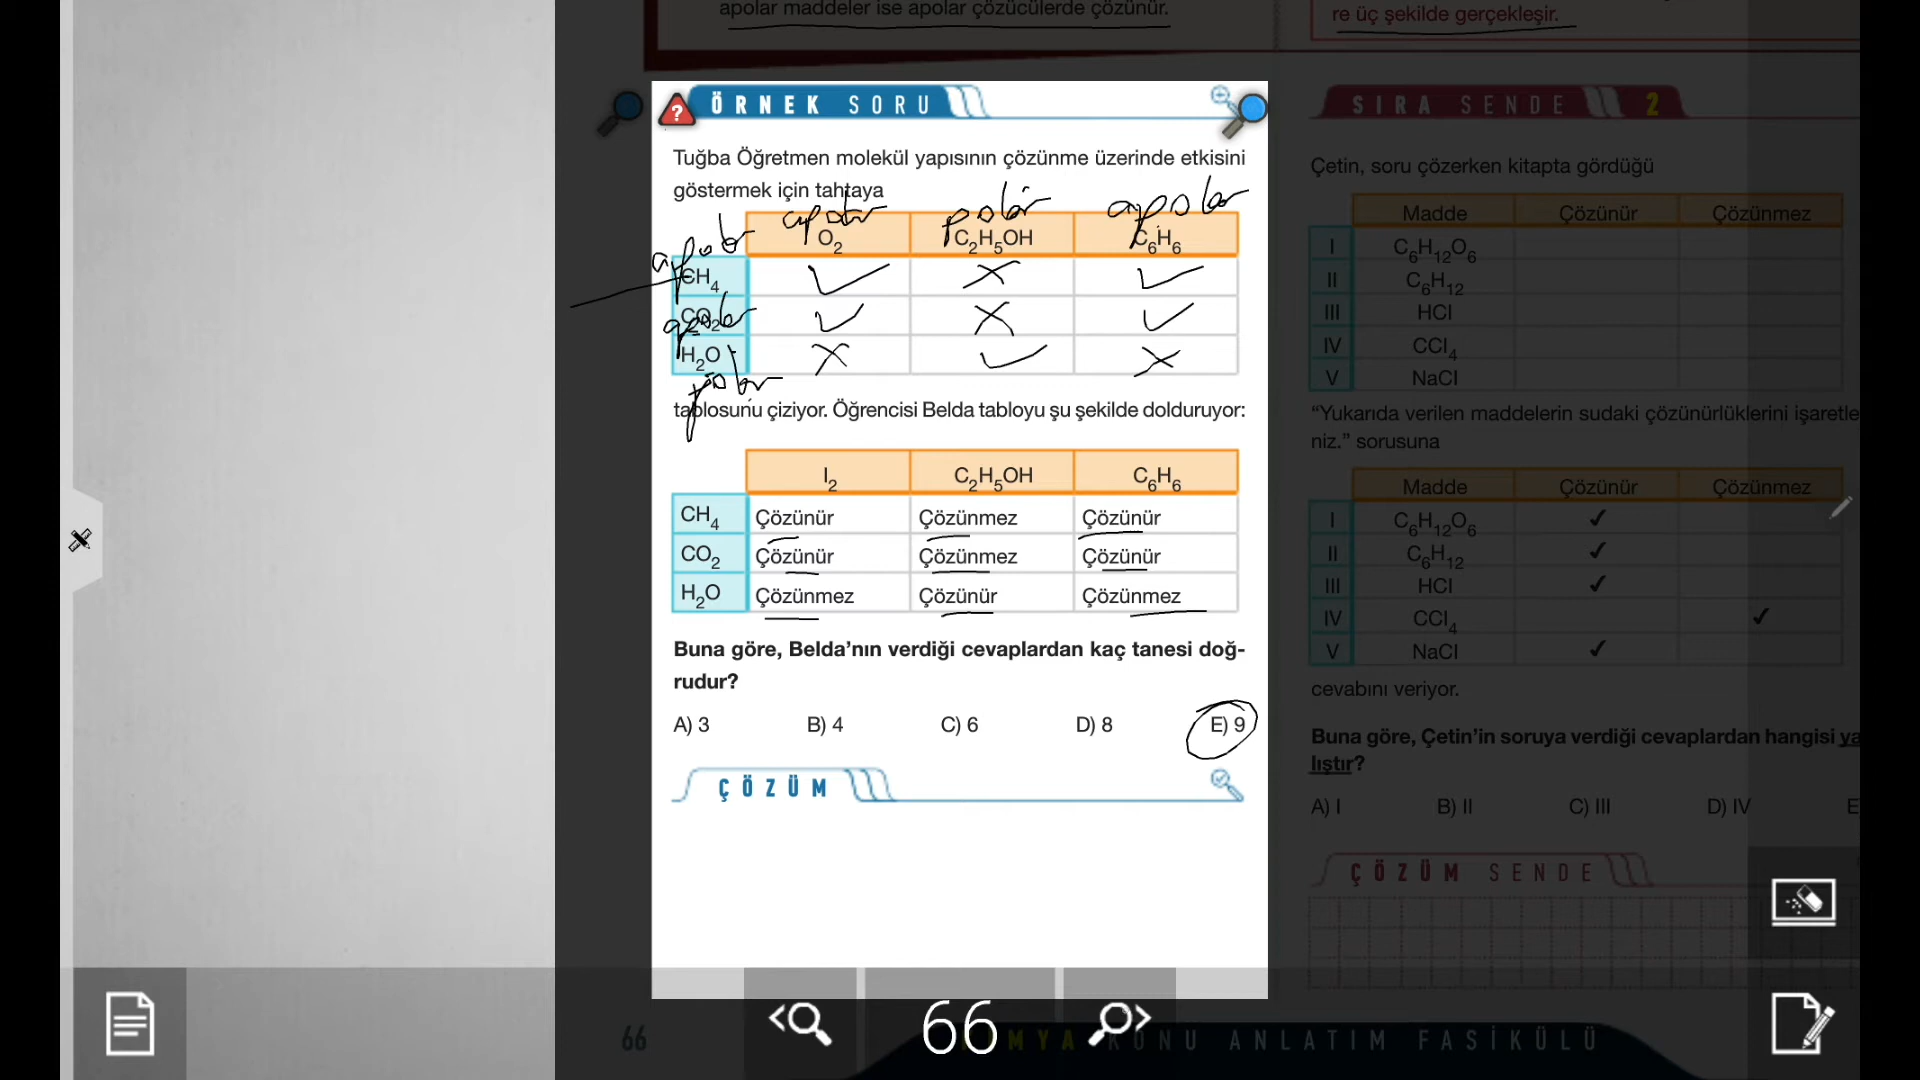 apolar maddeler ise apolar çözücülerde çözünür.
re üç şekilde gerçekleşir.
ÖRNEK SORU
Tuğba Öğretmen molekül yapısının çözünme üzerinde etkisini
göstermek için tahtaya
apolar polar apolar
O2 C2H5OH C6H6
apolar
CH4 ✓ X ✓
apolar
CO2 ✓ X ✓
H2O X ✓ X
polar
tablosunu çiziyor. Öğrencisi Belda tabloyu şu şekilde dolduruyor:
I2 C2H5OH C6H6
CH4 Çözünür Çözünmez Çözünür
CO2 Çözünür Çözünmez Çözünür
H2O Çözünmez Çözünür Çözünmez
Buna göre, Belda’nın verdiği cevaplardan kaç tanesi doğ-
rudur?
A) 3 B) 4 C) 6 D) 8 E) 9
ÇÖZÜM
SIRA SENDE 2
Çetin, soru çözerken kitapta gördüğü
Madde Çözünür Çözünmez
I C6H12O6
II C6H12
III HCl
IV CCl4
V NaCl
“Yukarıda verilen maddelerin sudaki çözünürlüklerini işaretle
niz.” sorusuna
Madde Çözünür Çözünmez
I C6H12O6 ✓
II C6H12 ✓
III HCl ✓
IV CCl4 ✓
V NaCl ✓
cevabını veriyor.
Buna göre, Çetin’in soruya verdiği cevaplardan hangisi ya
lıştır?
A) I B) II C) III D) IV E
ÇÖZÜM SENDE
66
<66>
MYA KONU ANLATIM FASİKÜLÜ